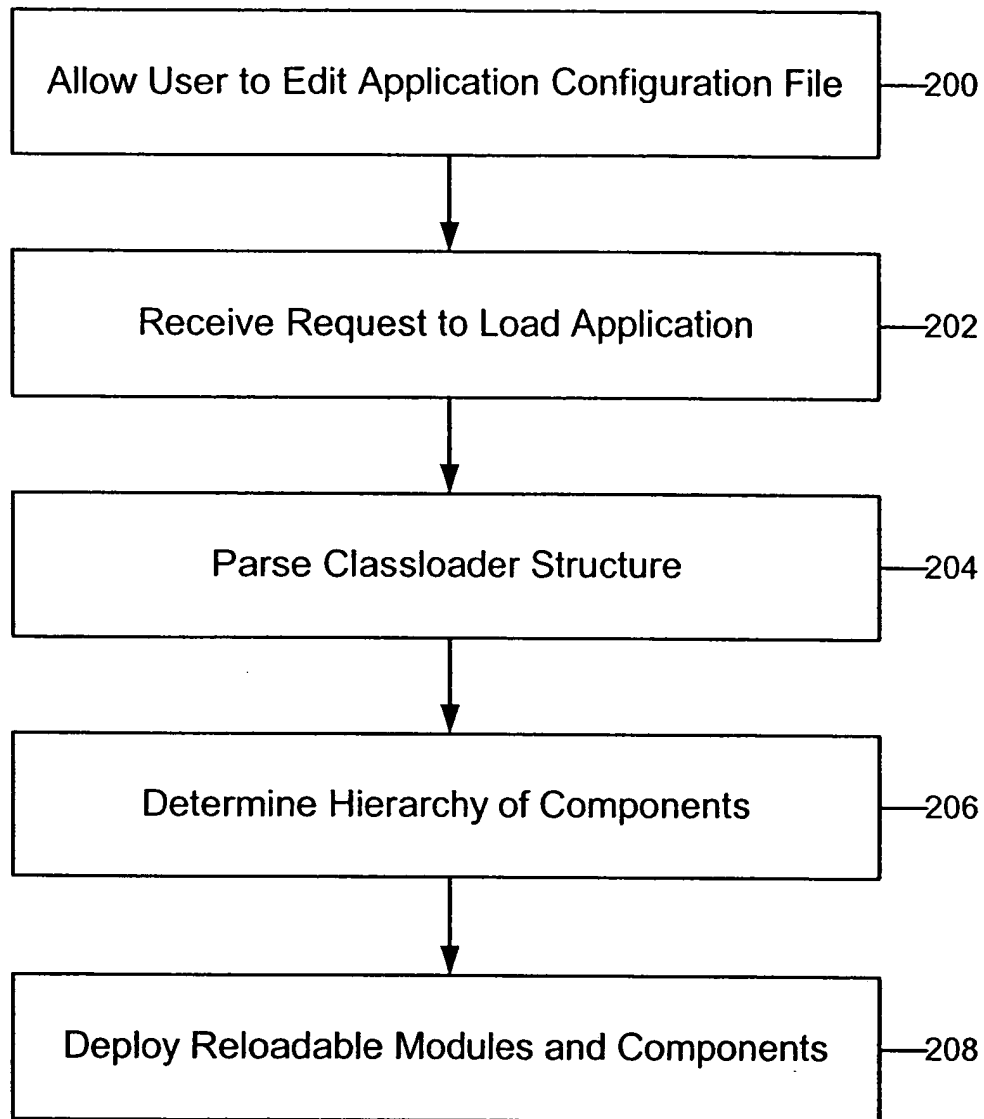 Allow User to Edit Application Configuration File 200
Receive Request to Load Application 202
Parse Classloader Structure 204
Determine Hierarchy of Components 206
Deploy Reloadable Modules and Components 208